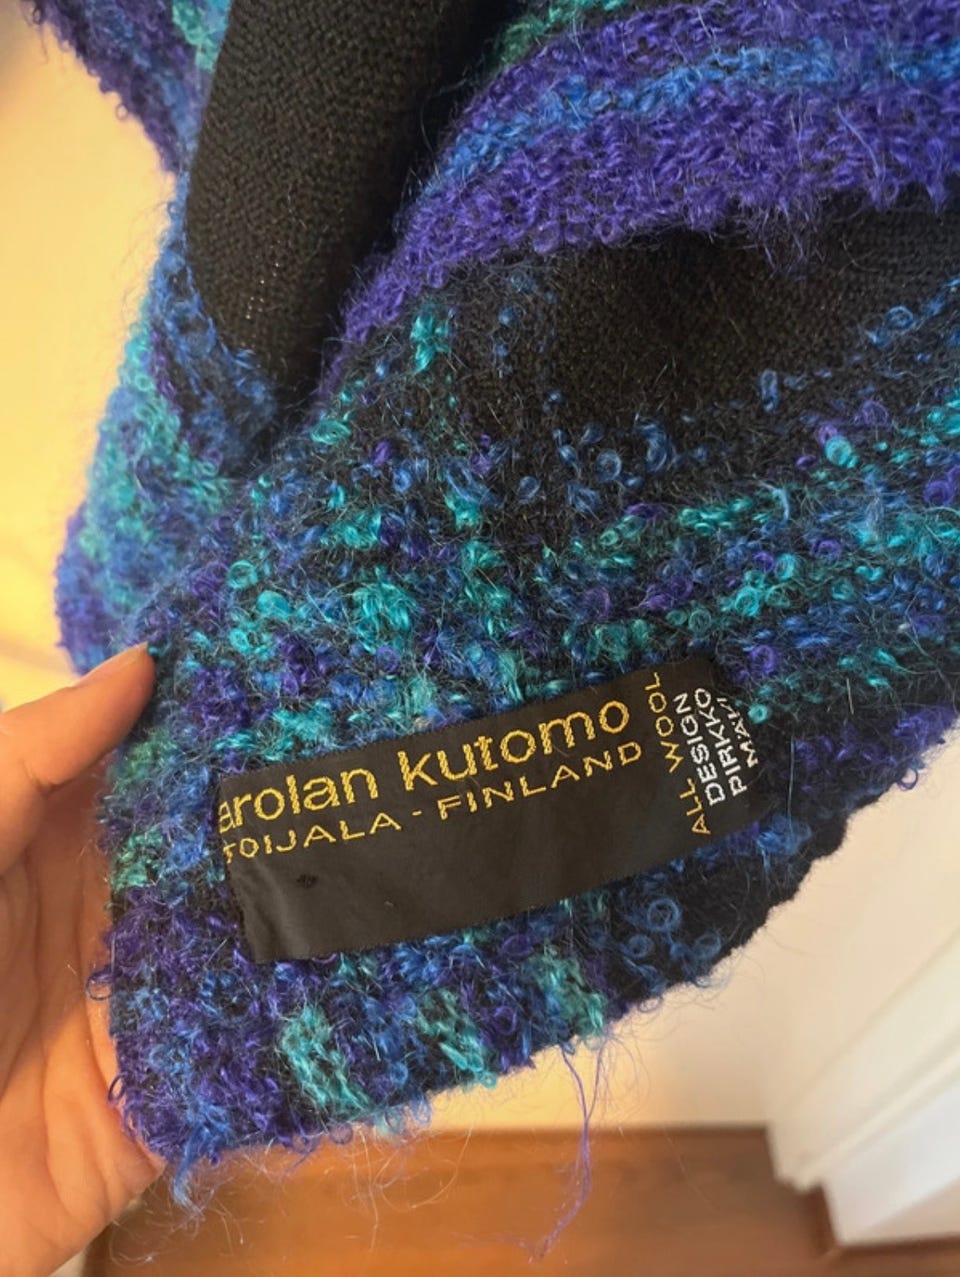 arolan kutomo
TOIJALA - FINLAND
ALL WOOL
DESIGN
PIRKKO